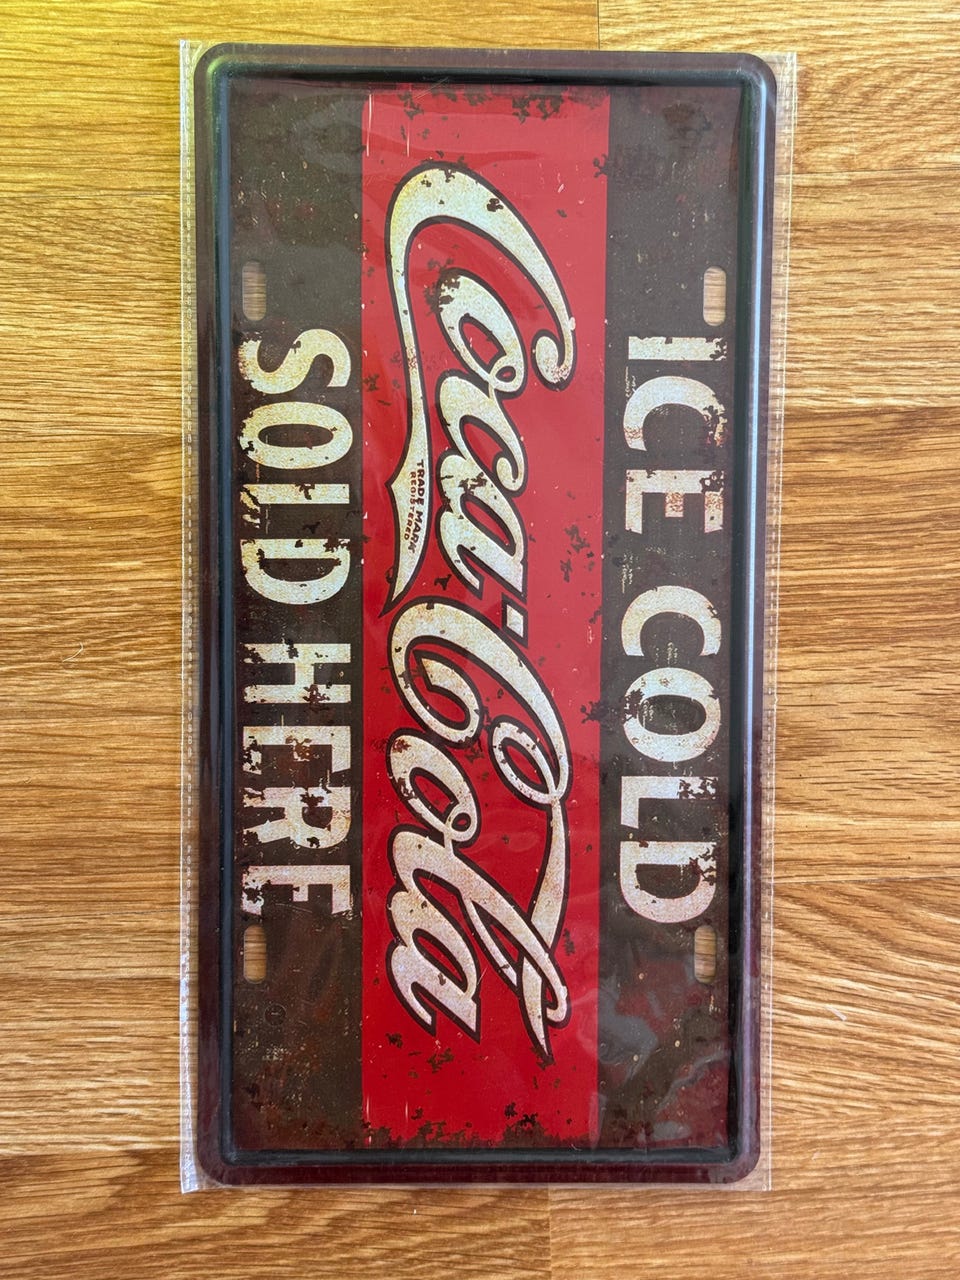 ICE COLD
Coca-Cola
TRADE MARK
REGISTERED
SOLD HERE